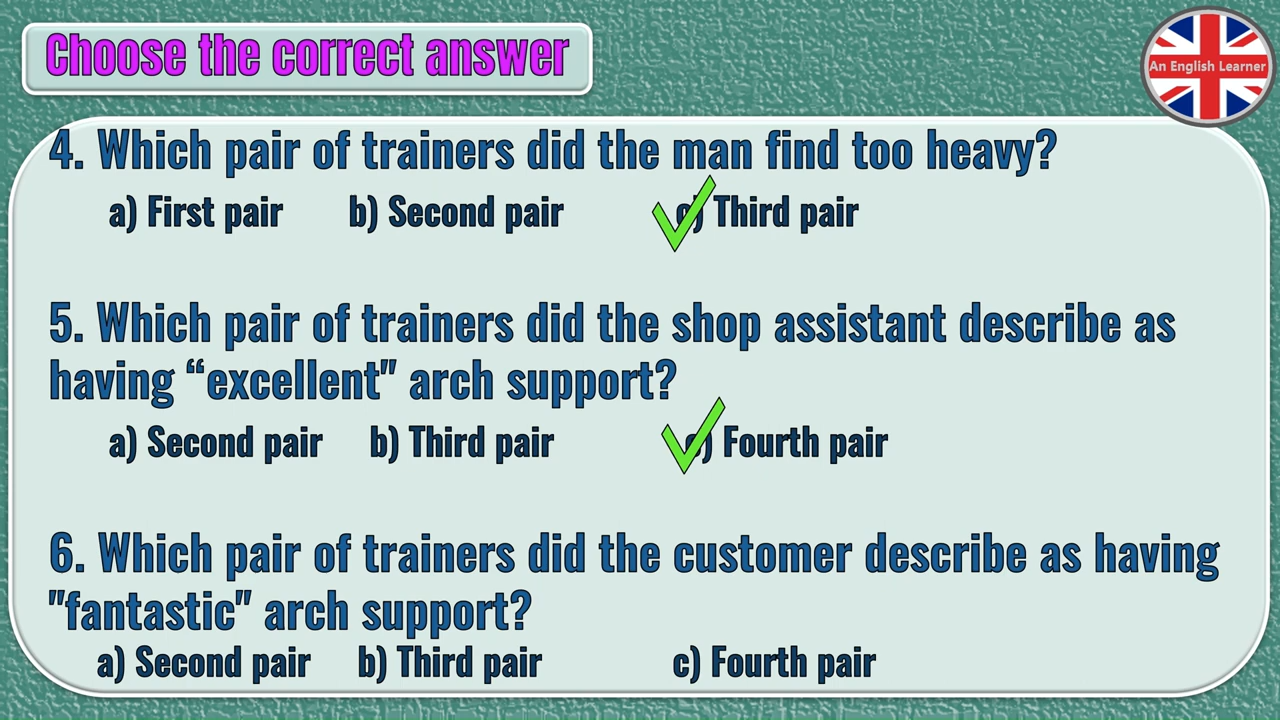 Choose the correct answer
An English Learner
4. Which pair of trainers did the man find too heavy?
a) First pair b) Second pair c) Third pair
5. Which pair of trainers did the shop assistant describe as
having “excellent" arch support?
a) Second pair b) Third pair c) Fourth pair
6. Which pair of trainers did the customer describe as having
"fantastic" arch support?
a) Second pair b) Third pair c) Fourth pair